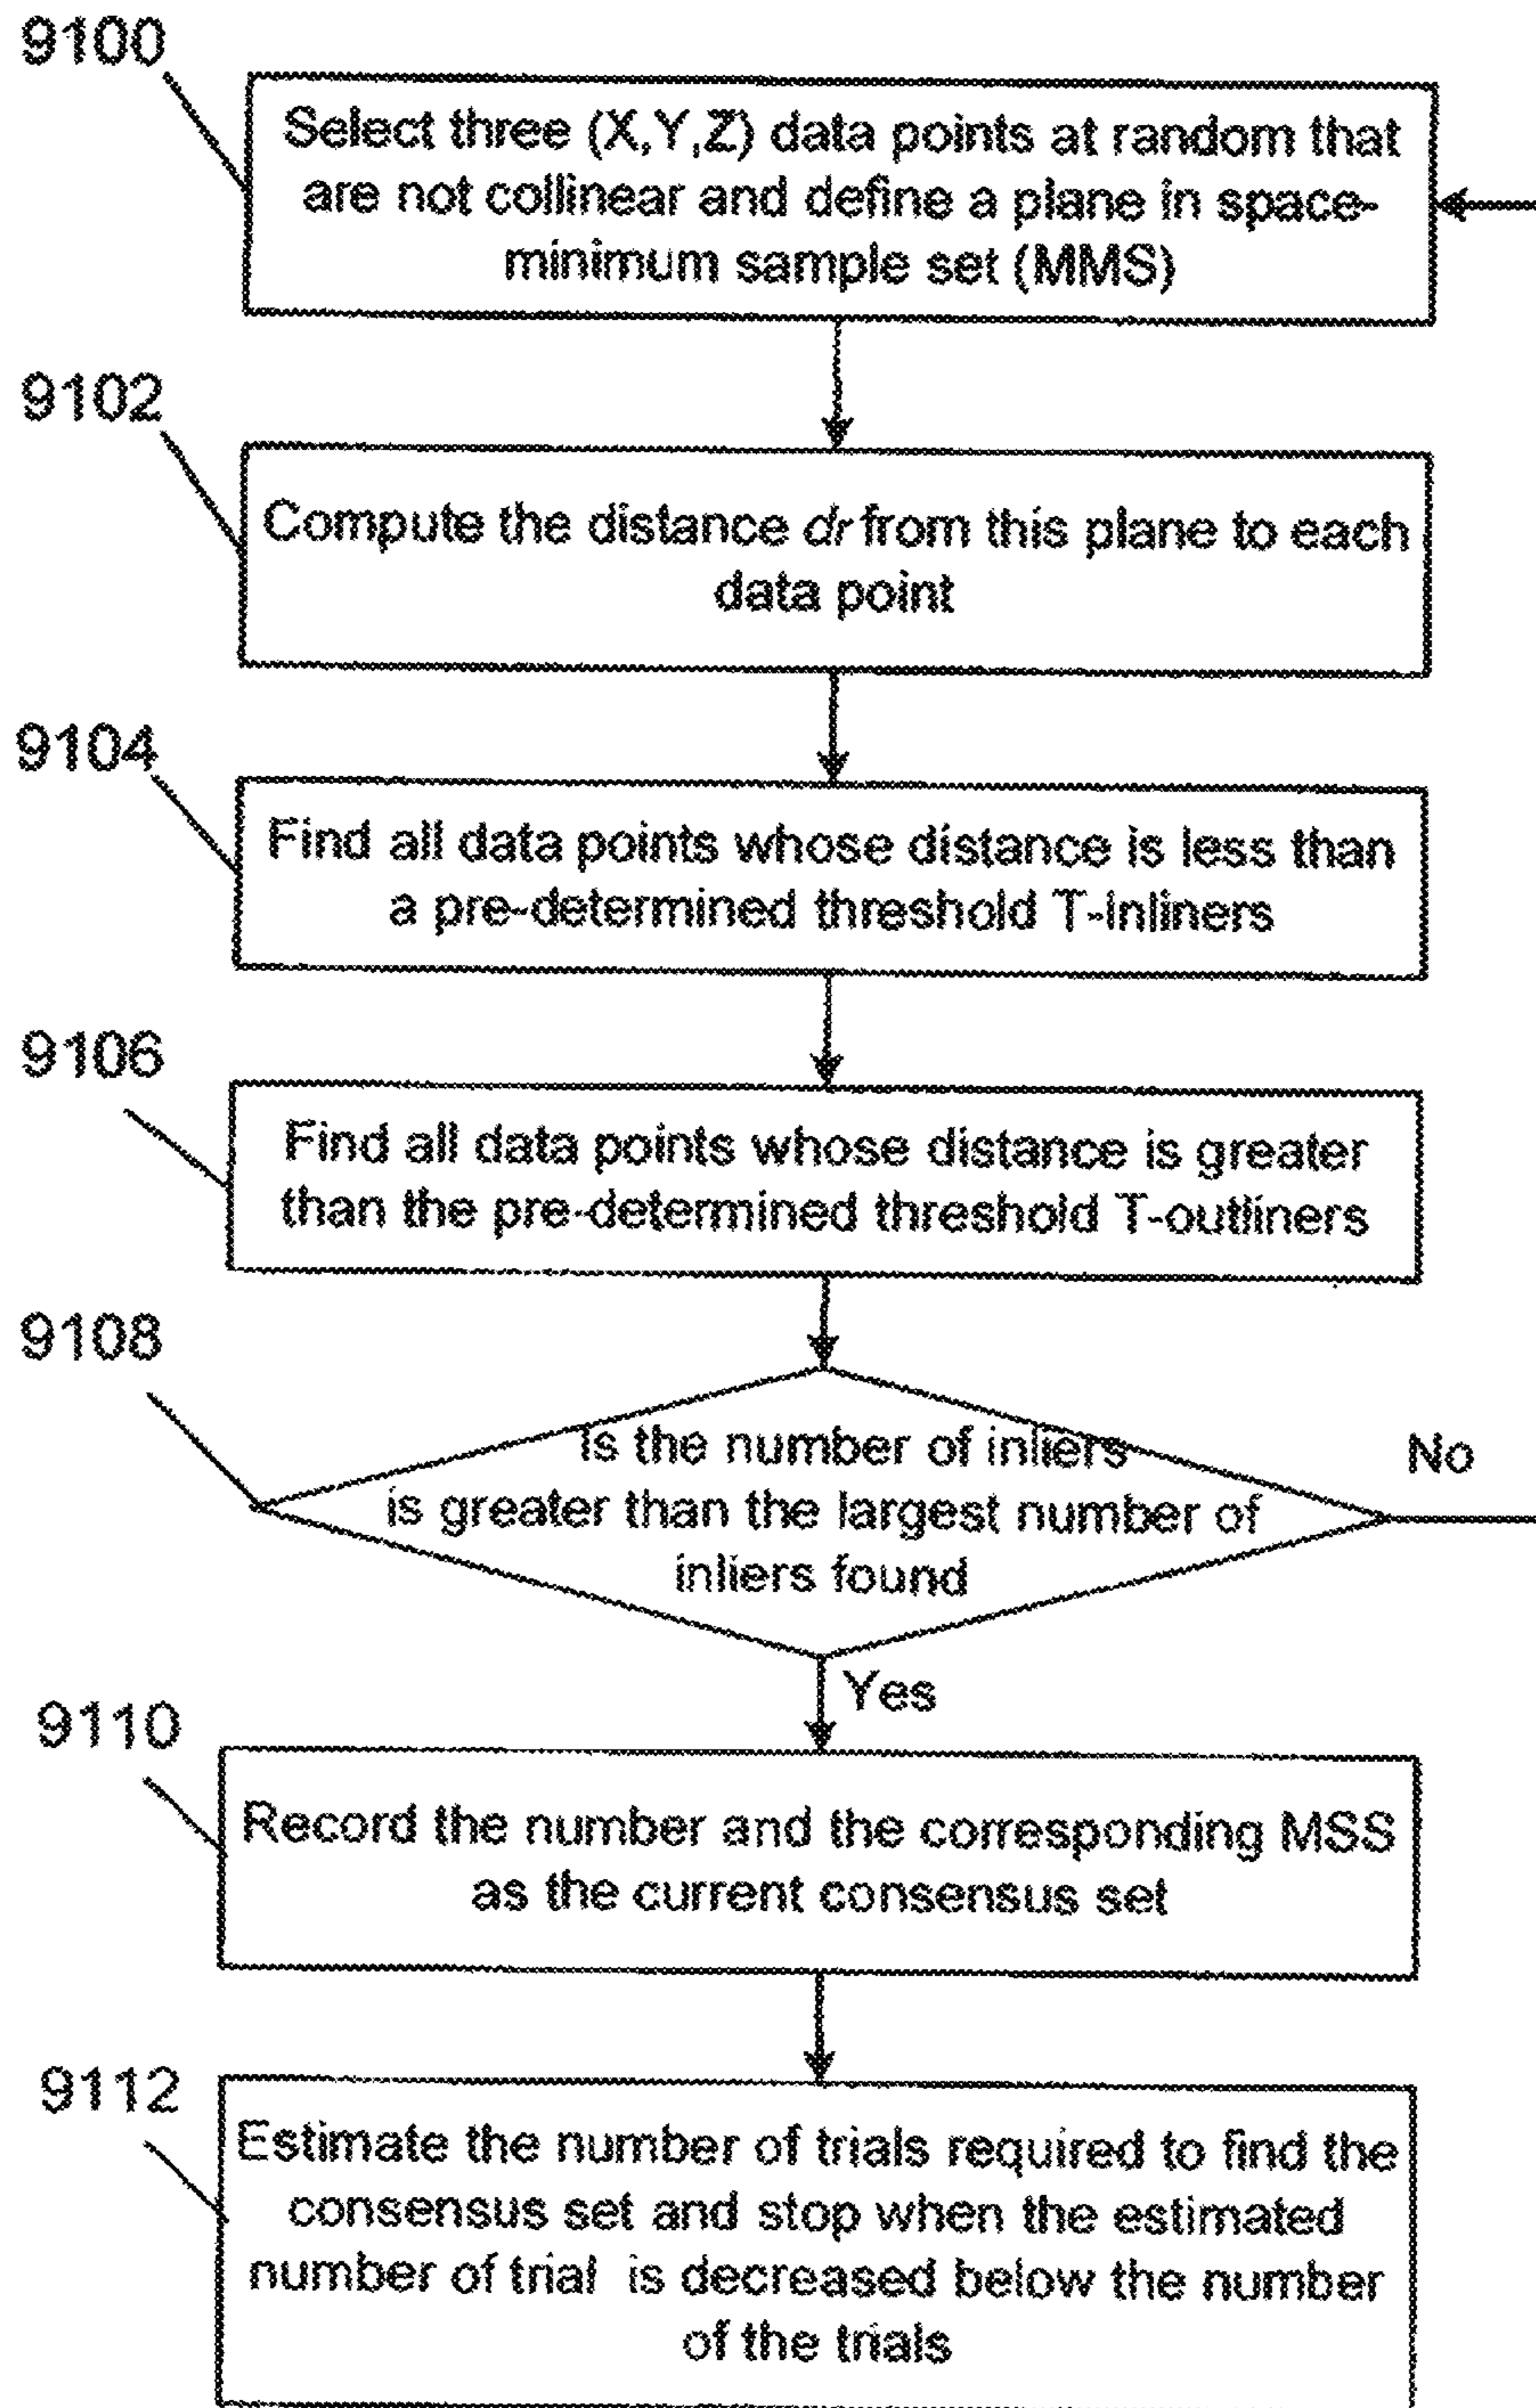 9100
Select three (X,Y,Z) data points at random that
are not collinear and define a plane in space-
minimum sample set (MMS)
9102
Compute the distance dr from this plane to each
data point
9104
Find all data points whose distance is less than
a pre-determined threshold T-Inliners
9106
Find all data points whose distance is greater
than the pre-determined threshold T-outliners
9108
Is the number of inliers
is greater than the largest number of
inliers found
No
Yes
9110
Record the number and the corresponding MSS
as the current consensus set
9112
Estimate the number of trials required to find the
consensus set and stop when the estimated
number of trial is decreased below the number
of the trials